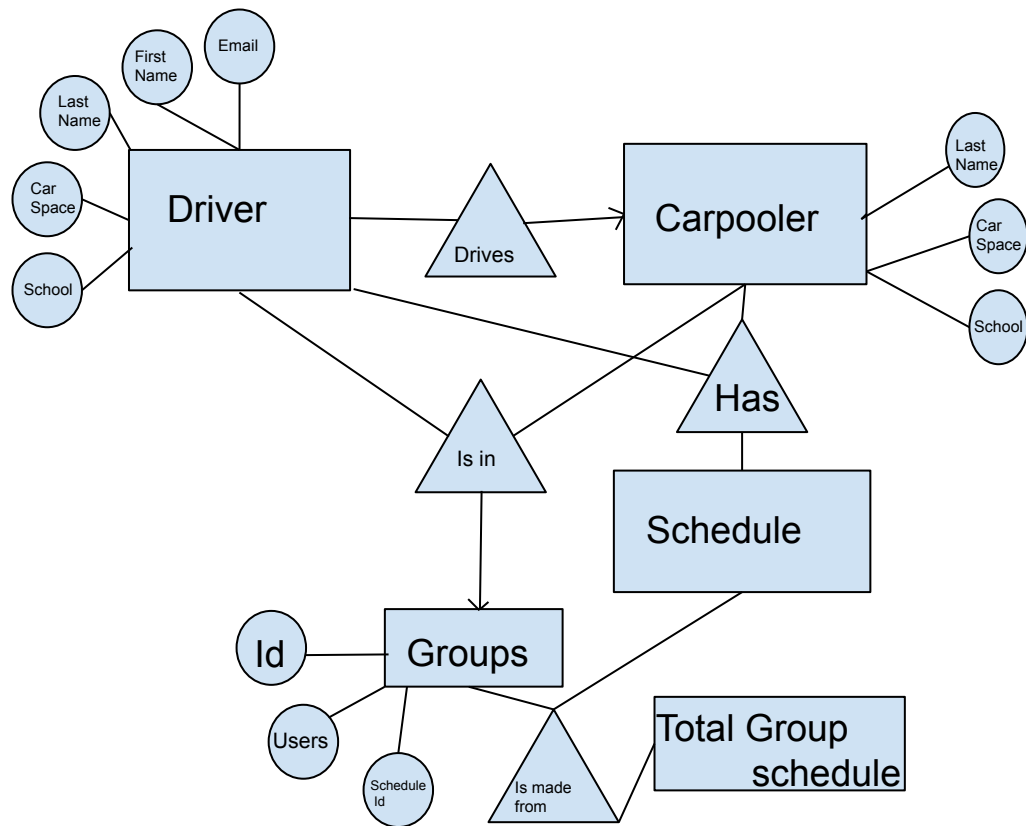 Email
First
Name
Last
Name
Car
Space
School
Driver
Drives
Carpooler
Last
Name
Car
Space
School
Has
Is in
Schedule
Id
Groups
Users
Schedule
Id
Is made
from
Total Group
schedule